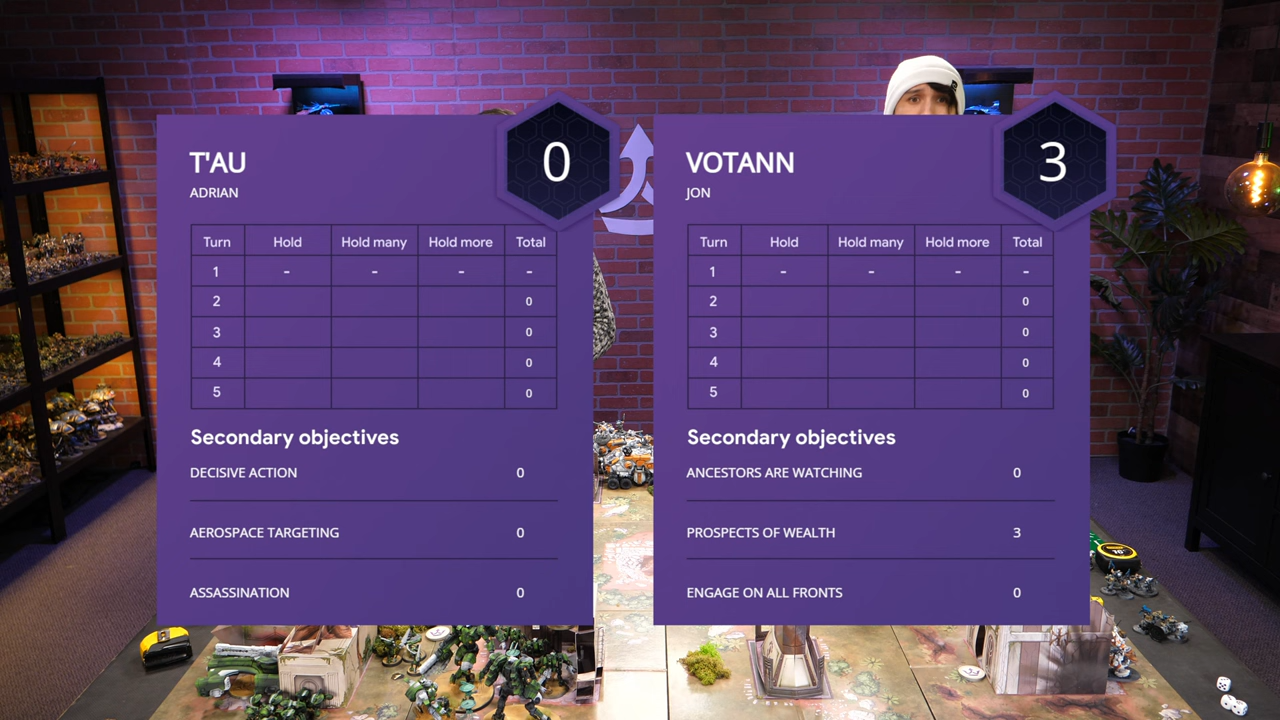 T'AU
ADRIAN
0
Turn Hold Hold many Hold more Total
1 - - - -
2 0
3 0
4 0
5 0
Secondary objectives
DECISIVE ACTION 0
AEROSPACE TARGETING 0
ASSASSINATION 0
VOTANN
JON
3
Turn Hold Hold many Hold more Total
1 - - - -
2 0
3 0
4 0
5 0
Secondary objectives
ANCESTORS ARE WATCHING 0
PROSPECTS OF WEALTH 3
ENGAGE ON ALL FRONTS 0